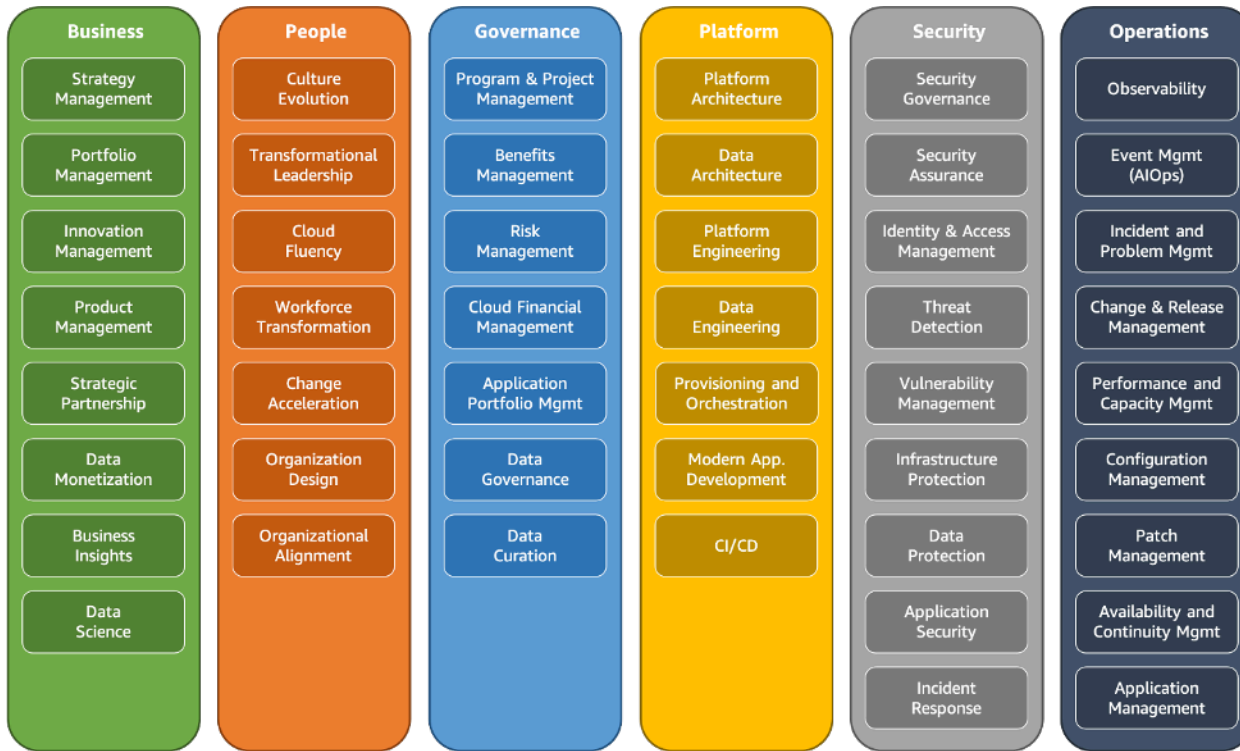 Business
Strategy
Management
Portfolio
Management
Innovation
Management
Product
Management
Strategic
Partnership
Data
Monetization
Business
Insights
Data
Science
People
Culture
Evolution
Transformational
Leadership
Cloud
Fluency
Workforce
Transformation
Change
Acceleration
Organization
Design
Organizational
Alignment
Governance
Program & Project
Management
Benefits
Management
Risk
Management
Cloud Financial
Management
Application
Portfolio Mgmt
Data
Governance
Data
Curation
Platform
Platform
Architecture
Data
Architecture
Platform
Engineering
Data
Engineering
Provisioning and
Orchestration
Modern App.
Development
CI/CD
Security
Security
Governance
Security
Assurance
Identity & Access
Management
Threat
Detection
Vulnerability
Management
Infrastructure
Protection
Data
Protection
Application
Security
Incident
Response
Operations
Observability
Event Mgmt
(AIOps)
Incident and
Problem Mgmt
Change & Release
Management
Performance and
Capacity Mgmt
Configuration
Management
Patch
Management
Availability and
Continuity Mgmt
Application
Management